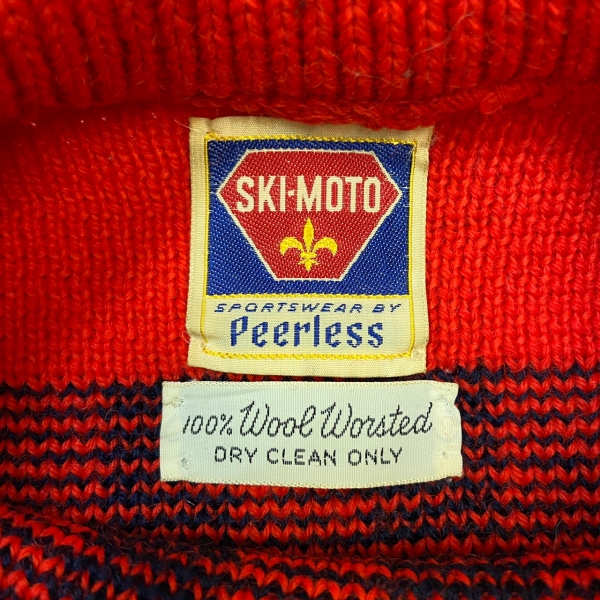 SKI-MOTO
SPORTSWEAR BY
Peerless
100% Wool Worsted
DRY CLEAN ONLY